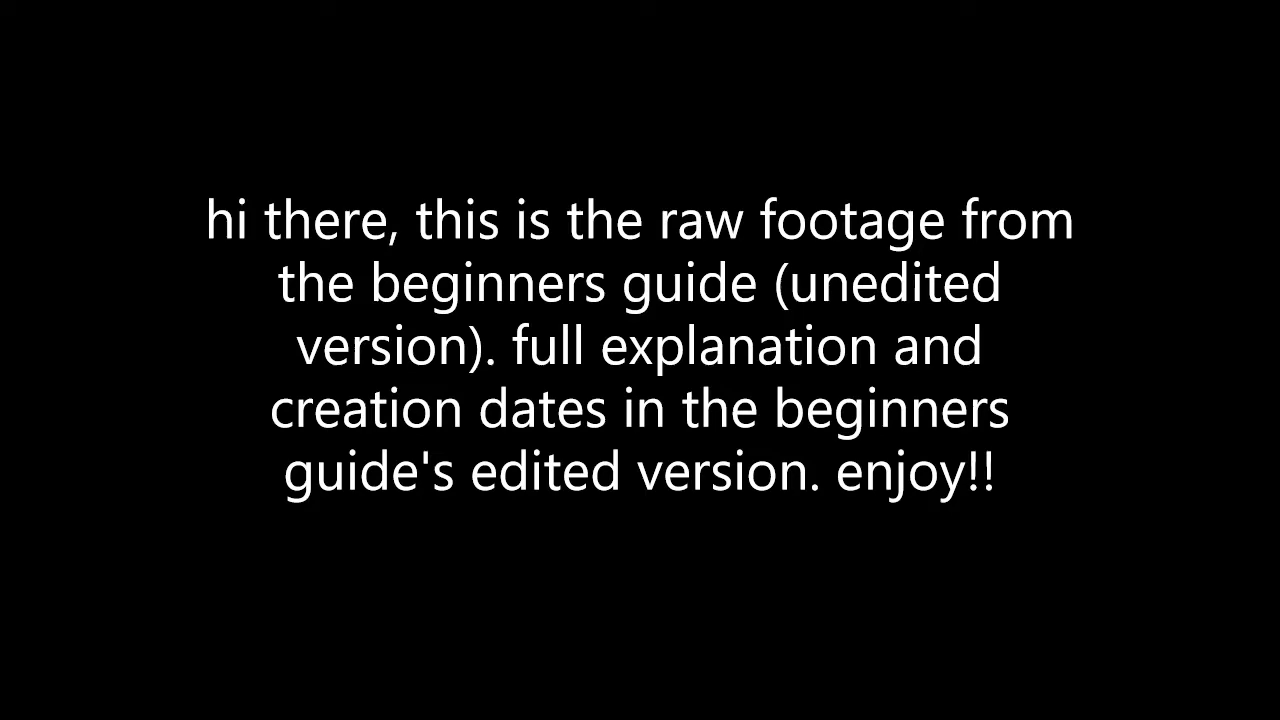 hi there, this is the raw footage from
the beginners guide (unedited
version). full explanation and
creation dates in the beginners
guide's edited version. enjoy!!